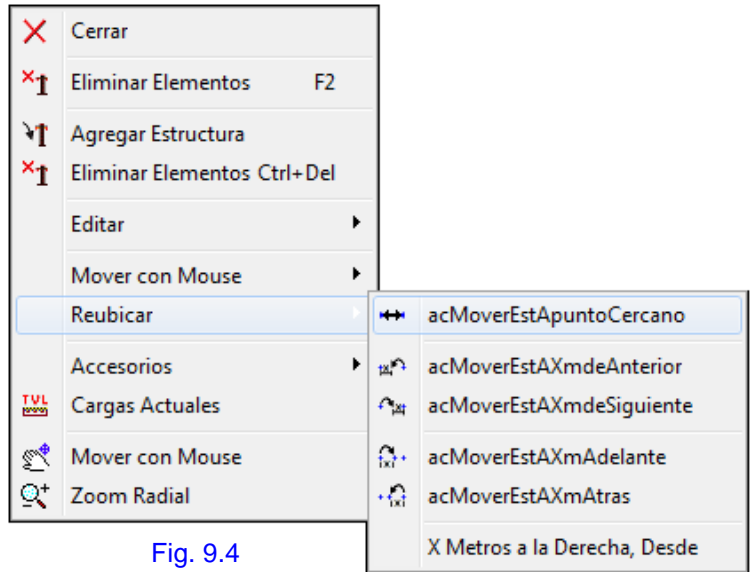 Cerrar
Eliminar Elementos F2
Agregar Estructura
Eliminar Elementos Ctrl+Del
Editar
Mover con Mouse
Reubicar
Accesorios
TVL
Cargas Actuales
Mover con Mouse
Zoom Radial
acMoverEstApuntoCercano
acMoverEstAXmdeAnterior
acMoverEstAXmdeSiguiente
acMoverEstAXmAdelante
acMoverEstAXmAtras
X Metros a la Derecha, Desde
Fig. 9.4